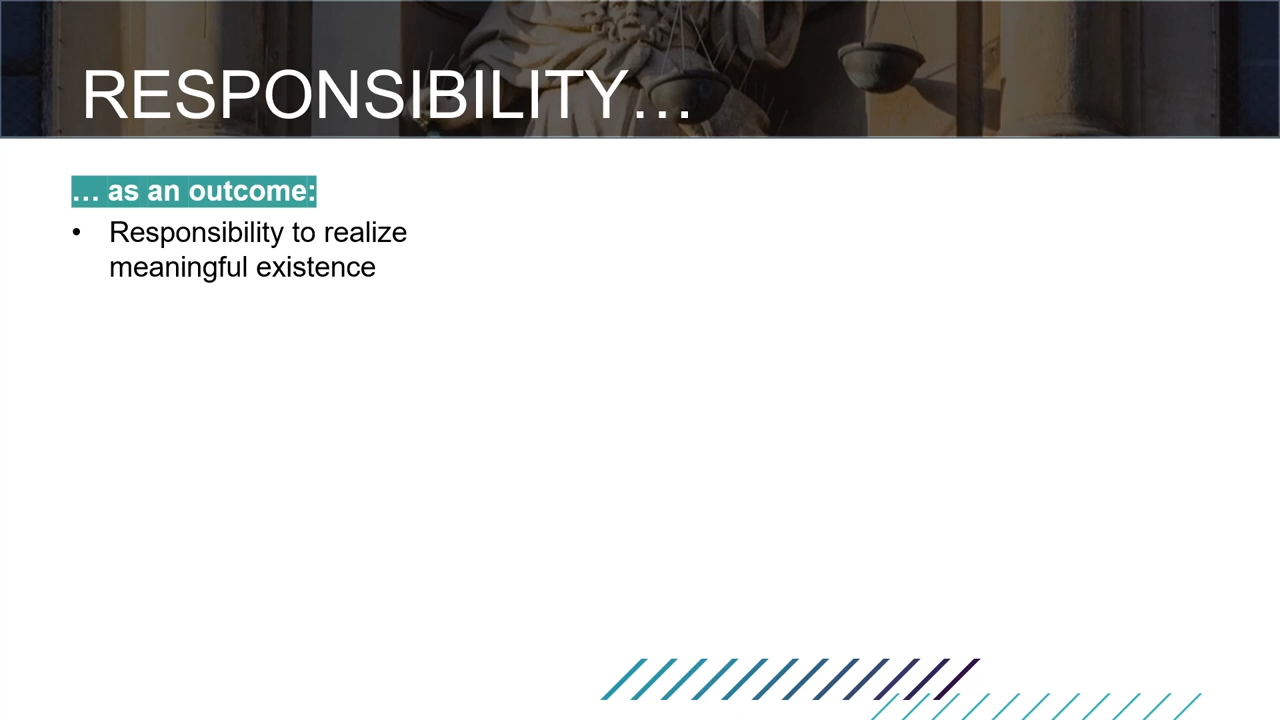 RESPONSIBILITY…
… as an outcome:
• Responsibility to realize
meaningful existence